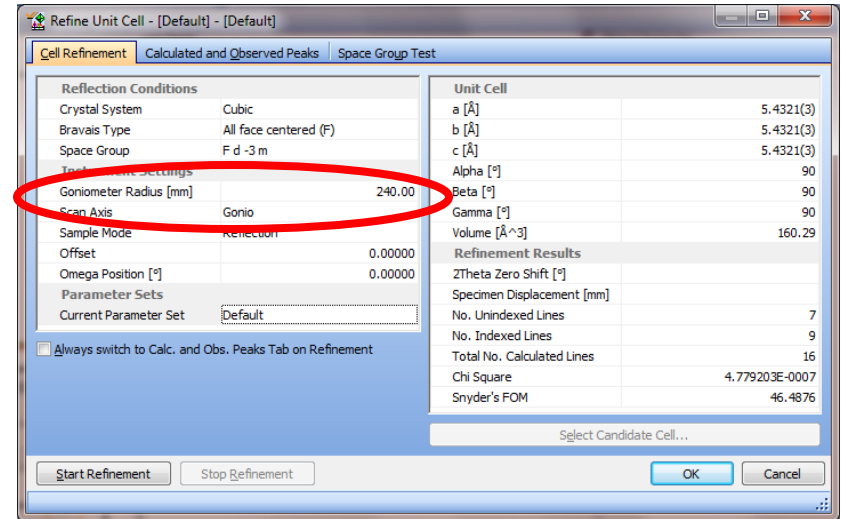 Refine Unit Cell - [Default] - [Default]
Cell Refinement
Calculated and Observed Peaks
Space Group Test
Reflection Conditions
Crystal System Cubic
Bravais Type All face centered (F)
Space Group F d -3 m
Instrument Settings
Goniometer Radius [mm] 240.00
Scan Axis Gonio
Sample Mode Reflection
Offset 0.00000
Omega Position [°] 0.00000
Parameter Sets
Current Parameter Set Default
Always switch to Calc. and Obs. Peaks Tab on Refinement
Unit Cell
a [Å] 5.4321(3)
b [Å] 5.4321(3)
c [Å] 5.4321(3)
Alpha [°] 90
Beta [°] 90
Gamma [°] 90
Volume [Å^3] 160.29
Refinement Results
2Theta Zero Shift [°]
Specimen Displacement [mm]
No. Unindexed Lines 7
No. Indexed Lines 9
Total No. Calculated Lines 16
Chi Square 4.779203E-0007
Snyder's FOM 46.4876
Select Candidate Cell...
Start Refinement
Stop Refinement
OK
Cancel